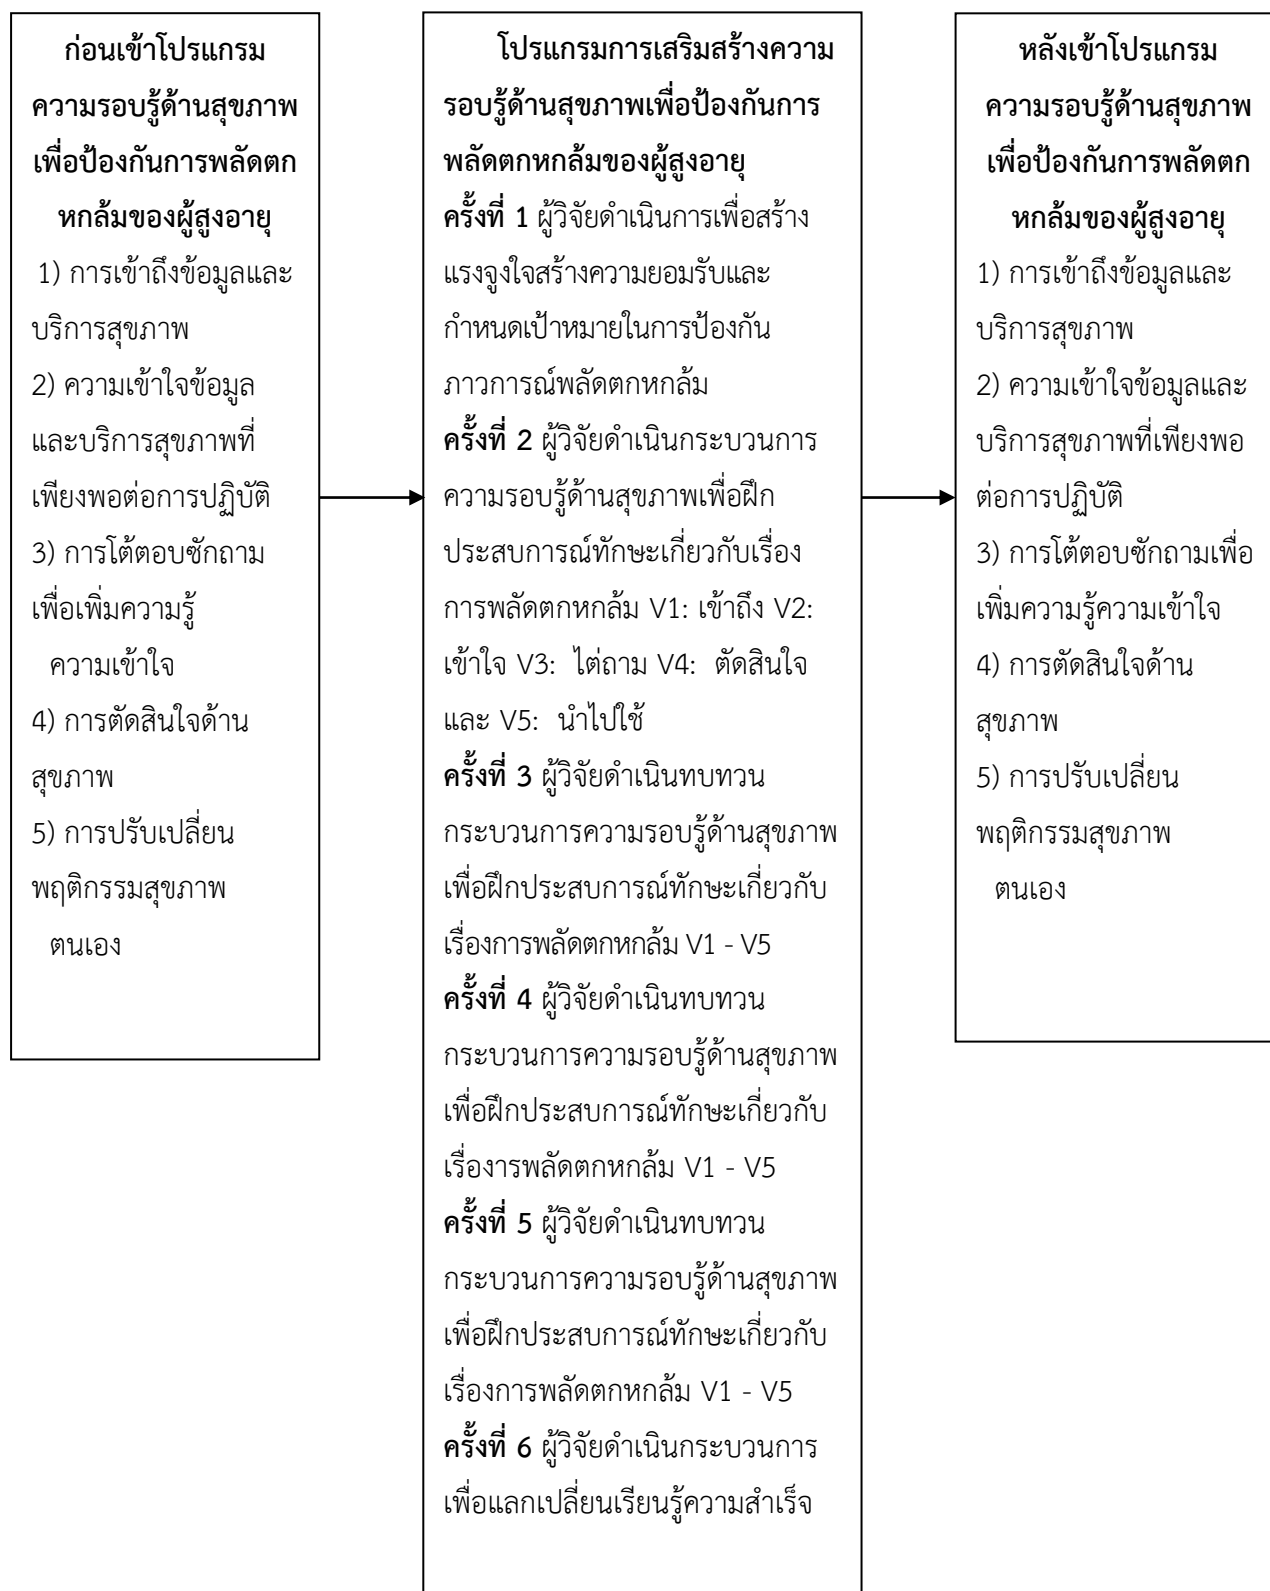 ก่อนเข้าโปรแกรม
ความรอบรู้ด้านสุขภาพ
เพื่อป้องกันการพลัดตก
หกล้มของผู้สูงอายุ
1) การเข้าถึงข้อมูลและ
บริการสุขภาพ
2) ความเข้าใจข้อมูล
และบริการสุขภาพที่
เพียงพอต่อการปฏิบัติ
3) การโต้ตอบซักถาม
เพื่อเพิ่มความรู้
ความเข้าใจ
4) การตัดสินใจด้าน
สุขภาพ
5) การปรับเปลี่ยน
พฤติกรรมสุขภาพ
ตนเอง
โปรแกรมการเสริมสร้างความ
รอบรู้ด้านสุขภาพเพื่อป้องกันการ
พลัดตกหกล้มของผู้สูงอายุ
ครั้งที่ 1 ผู้วิจัยดำเนินการเพื่อสร้าง
แรงจูงใจสร้างความยอมรับและ
กำหนดเป้าหมายในการป้องกัน
ภาวการณ์พลัดตกหกล้ม
ครั้งที่ 2 ผู้วิจัยดำเนินกระบวนการ
ความรอบรู้ด้านสุขภาพเพื่อฝึก
ประสบการณ์ทักษะเกี่ยวกับเรื่อง
การพลัดตกหกล้ม V1: เข้าถึง V2:
เข้าใจ V3: ไต่ถาม V4: ตัดสินใจ
และ V5: นำไปใช้
ครั้งที่ 3 ผู้วิจัยดำเนินทบทวน
กระบวนการความรอบรู้ด้านสุขภาพ
เพื่อฝึกประสบการณ์ทักษะเกี่ยวกับ
เรื่องการพลัดตกหกล้ม V1 - V5
ครั้งที่ 4 ผู้วิจัยดำเนินทบทวน
กระบวนการความรอบรู้ด้านสุขภาพ
เพื่อฝึกประสบการณ์ทักษะเกี่ยวกับ
เรื่องารพลัดตกหกล้ม V1 - V5
ครั้งที่ 5 ผู้วิจัยดำเนินทบทวน
กระบวนการความรอบรู้ด้านสุขภาพ
เพื่อฝึกประสบการณ์ทักษะเกี่ยวกับ
เรื่องการพลัดตกหกล้ม V1 - V5
ครั้งที่ 6 ผู้วิจัยดำเนินกระบวนการ
เพื่อแลกเปลี่ยนเรียนรู้ความสำเร็จ
หลังเข้าโปรแกรม
ความรอบรู้ด้านสุขภาพ
เพื่อป้องกันการพลัดตก
หกล้มของผู้สูงอายุ
1) การเข้าถึงข้อมูลและ
บริการสุขภาพ
2) ความเข้าใจข้อมูลและ
บริการสุขภาพที่เพียงพอ
ต่อการปฏิบัติ
3) การโต้ตอบซักถามเพื่อ
เพิ่มความรู้ความเข้าใจ
4) การตัดสินใจด้าน
สุขภาพ
5) การปรับเปลี่ยน
พฤติกรรมสุขภาพ
ตนเอง